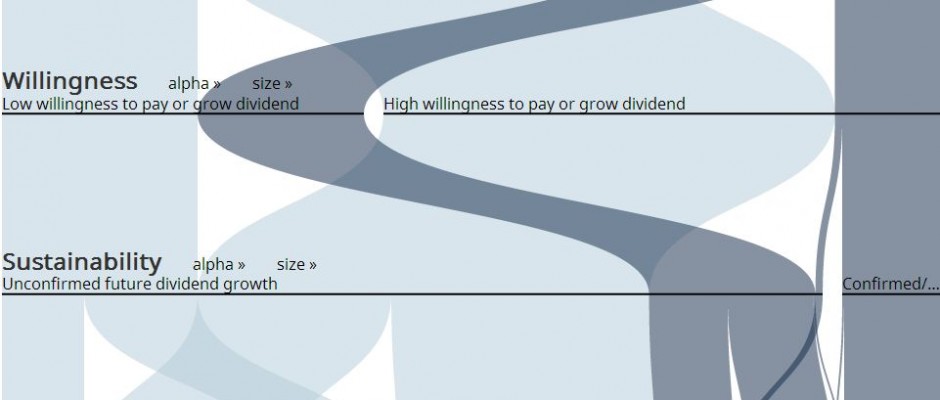 Willingness alpha » size »
Low willingness to pay or grow dividend High willingness to pay or grow dividend
Sustainability alpha » size »
Unconfirmed future dividend growth Confirmed/...